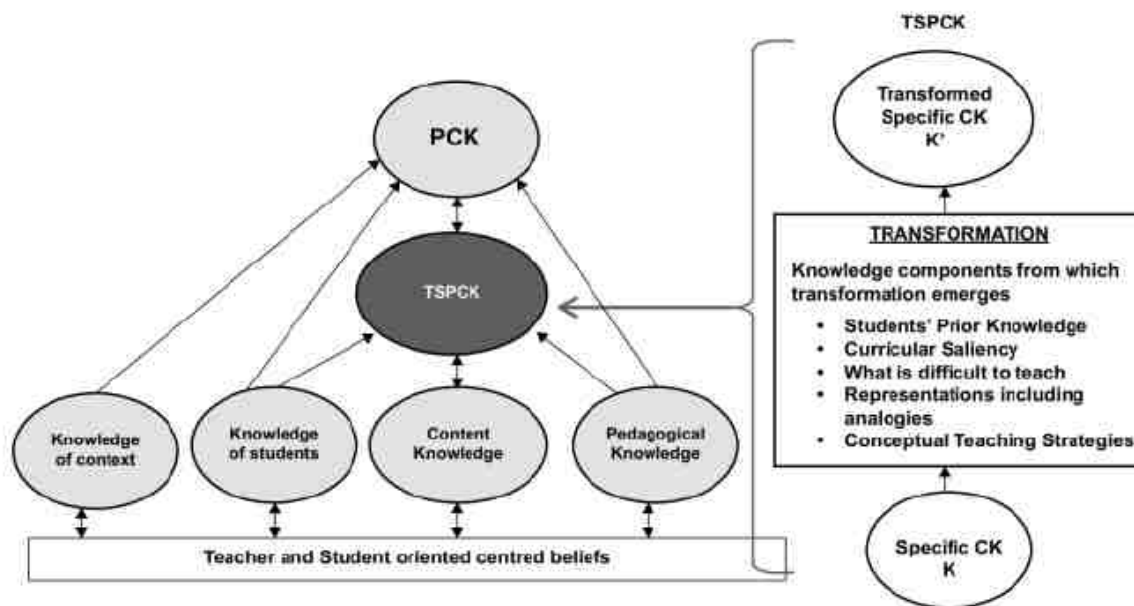 PCK
TSPCK
Knowledge
of context
Knowledge
of students
Content
Knowledge
Pedagogical
Knowledge
Teacher and Student oriented centred beliefs
TSPCK
Transformed
Specific CK
K'
TRANSFORMATION
Knowledge components from which
transformation emerges
• Students' Prior Knowledge
• Curricular Saliency
• What is difficult to teach
• Representations including
analogies
• Conceptual Teaching Strategies
Specific CK
K